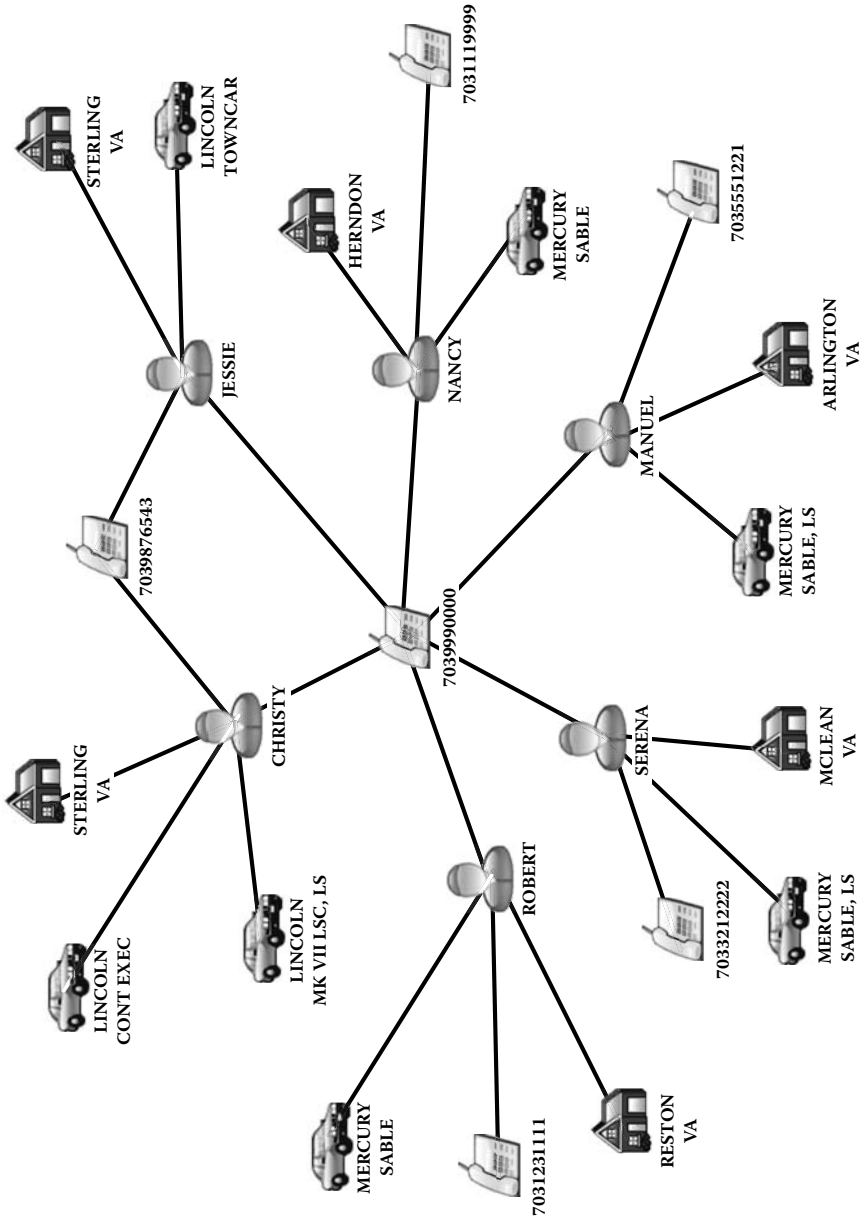 LINCOLN
CONT EXEC
STERLING
VA
STERLING
VA
7039876543
LINCOLN
TOWNCAR
JESSIE
CHRISTY
LINCOLN
MK VII LSC, LS
MERCURY
SABLE
HERNDON
VA
7031119999
NANCY
7039990000
ROBERT
7031231111
MERCURY
SABLE
RESTON
VA
SERENA
MANUEL
7035551221
7033212222
MERCURY
SABLE, LS
MCLEAN
VA
MERCURY
SABLE, LS
ARLINGTON
VA